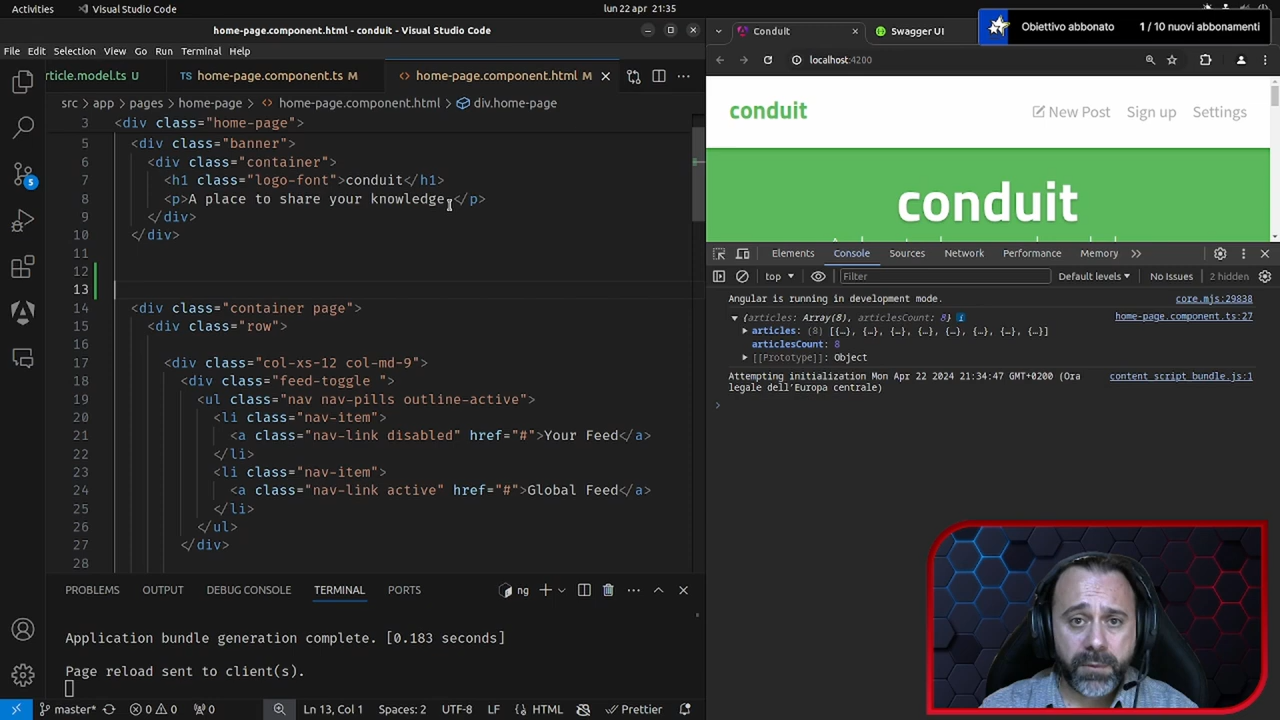 Activities
Visual Studio Code
lun 22 apr 21:35
home-page.component.html - conduit - Visual Studio Code
File Edit Selection View Go Run Terminal Help
rticle.model.ts M
TS home-page.component.ts M
<> home-page.component.html M
src > app > pages > home-page > <> home-page.component.html > div.home-page
3 <div class="home-page">
5 <div class="banner">
6 <div class="container">
7 <h1 class="logo-font">conduit</h1>
8 <p>A place to share your knowledge.</p>
9 </div>
10 </div>
11
12
13
14 <div class="container page">
15 <div class="row">
16
17 <div class="col-xs-12 col-md-9">
18 <div class="feed-toggle ">
19 <ul class="nav nav-pills outline-active">
20 <li class="nav-item">
21 <a class="nav-link disabled" href="#">Your Feed</a>
22 </li>
23 <li class="nav-item">
24 <a class="nav-link active" href="#">Global Feed</a>
25 </li>
26 </ul>
27 </div>
28
5
PROBLEMS OUTPUT DEBUG CONSOLE TERMINAL PORTS
ng
Application bundle generation complete. [0.183 seconds]
Page reload sent to client(s).
master* 0 0 0
Ln 13, Col 1 Spaces: 2 UTF-8 LF {} HTML Prettier
Conduit
Swagger UI
Obiettivo abbonato 1 / 10 nuovi abbonamenti
localhost:4200
conduit
New Post Sign up Settings
conduit
Elements Console Sources Network Performance Memory
top Filter Default levels No Issues 2 hidden
Angular is running in development mode. core.mjs:29838
{articles: Array(8), articlesCount: 8} home-page.component.ts:27
articles: (8) [{…}, {…}, {…}, {…}, {…}, {…}, {…}, {…}]
articlesCount: 8
[[Prototype]]: Object
Attempting initialization Mon Apr 22 2024 21:34:47 GMT+0200 (Ora content script bundle.js:1
legale dell’Europa centrale)